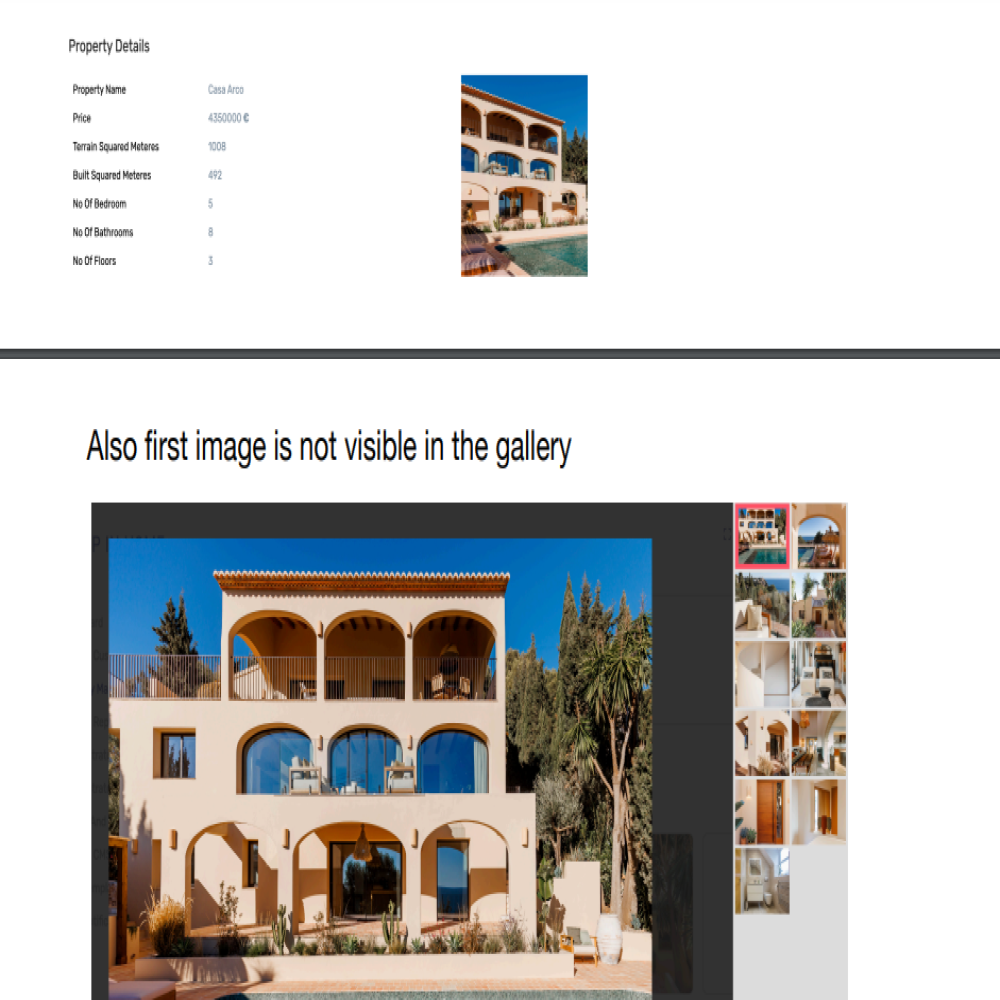 Property Details
Property Name Casa Arco
Price 4350000 €
Terrain Squared Meteres 1008
Built Squared Meteres 492
No Of Bedroom 5
No Of Bathrooms 8
No Of Floors 3
Also first image is not visible in the gallery